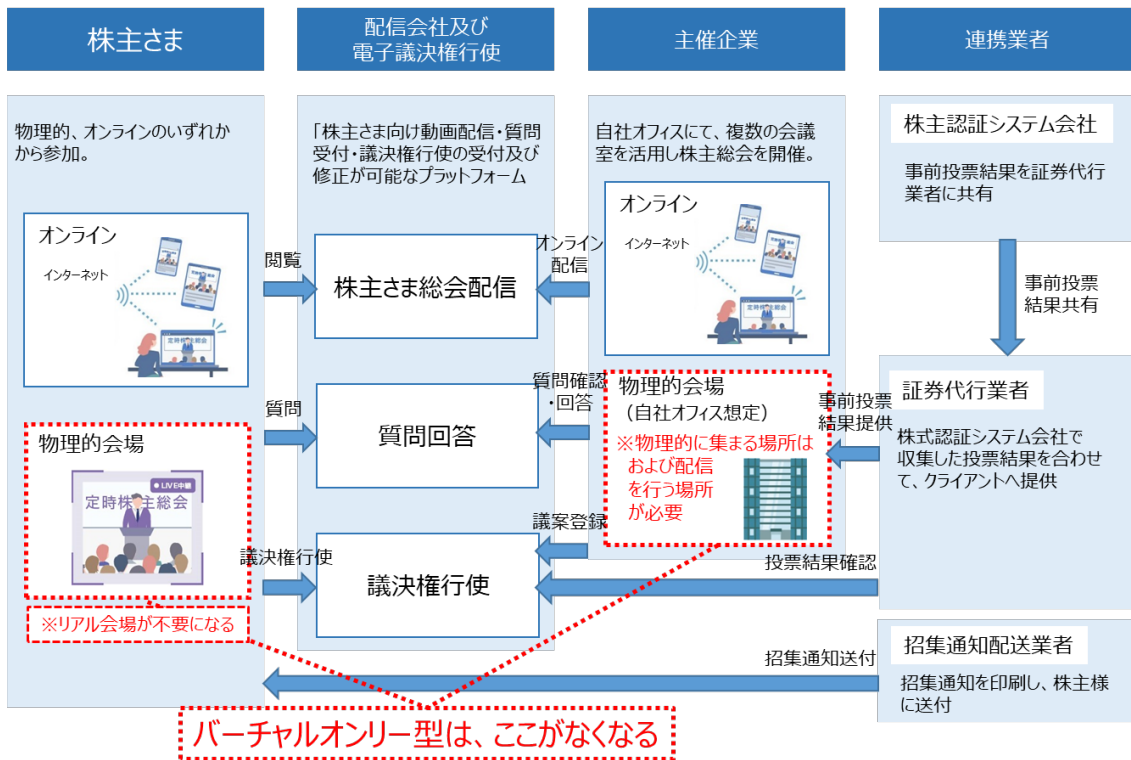 株主さま
配信会社及び
電子議決権行使
主催企業
連携業者
物理的、オンラインのいずれか
から参加。
オンライン
インターネット
定時株主総会
閲覧
質問
物理的会場
LIVE中継
定時株主総会
議決権行使
※リアル会場が不要になる
「株主さま向け動画配信・質問
受付・議決権行使の受付及び
修正が可能なプラットフォーム
株主さま総会配信
質問回答
議決権行使
オンライン
配信
質問確認
・回答
議案登録
自社オフィスにて、複数の会議
室を活用し株主総会を開催。
オンライン
インターネット
定時株主総会
物理的会場
（自社オフィス想定）
※物理的に集まる場所は
および配信
を行う場所
が必要
事前投票
結果提供
投票結果確認
招集通知送付
株主認証システム会社
事前投票結果を証券代行
業者に共有
事前投票
結果共有
証券代行業者
株式認証システム会社で
収集した投票結果を合わせ
て、クライアントへ提供
招集通知配送業者
招集通知を印刷し、株主様
に送付
バーチャルオンリー型は、ここがなくなる